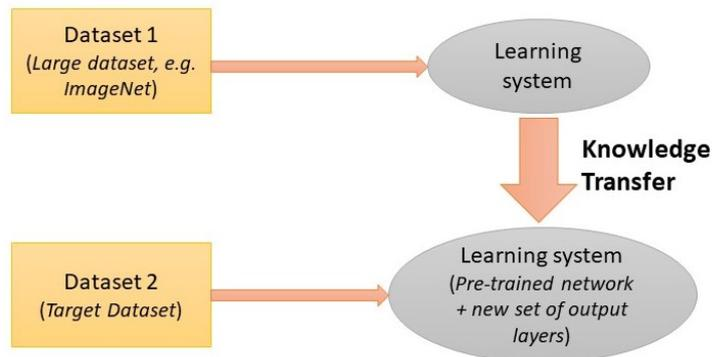 Dataset 1
(Large dataset, e.g.
ImageNet)
Learning
system
Knowledge
Transfer
Dataset 2
(Target Dataset)
Learning system
(Pre-trained network
+ new set of output
layers)